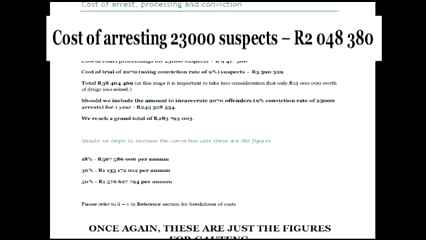 Cost of arrest, processing and conviction
Cost of arresting 23000 suspects – R2 048 380
Cost of trial of 2070 (using conviction rate of 9%) suspects – R3 390 329
Total R38 464 469 (at this stage it is important to take into consideration that only R13 000 000 worth
of drugs was seized.)
Should we include the amount to incarcerate 2070 offenders (9% conviction rate of 23000
arrests) for 1 year - R245 328 534.
We reach a grand total of R283 793 003.
Should we begin to increase the conviction rate these are the figures
18% - R567 586 006 per annum
36% - R1 135 172 012 per annum
50% - R1 576 627 794 per annum
Please refer to 5 – 1 in Reference section for breakdown of costs
ONCE AGAIN, THESE ARE JUST THE FIGURES
FOR GAUTENG